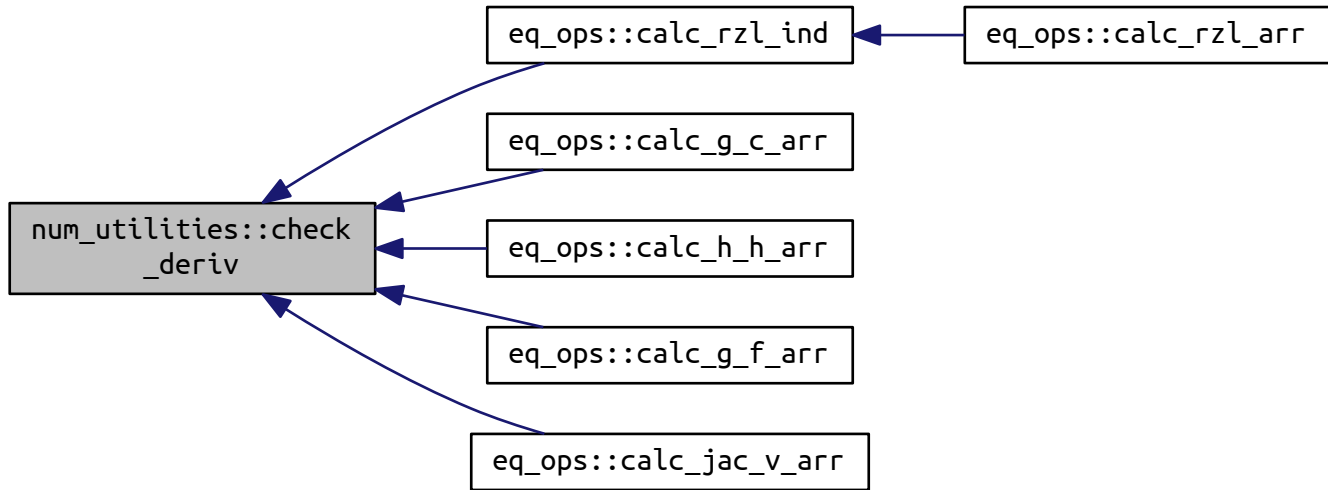 eq_ops::calc_rzl_ind
eq_ops::calc_rzl_arr
eq_ops::calc_g_c_arr
num_utilities::check
_deriv
eq_ops::calc_h_h_arr
eq_ops::calc_g_f_arr
eq_ops::calc_jac_v_arr